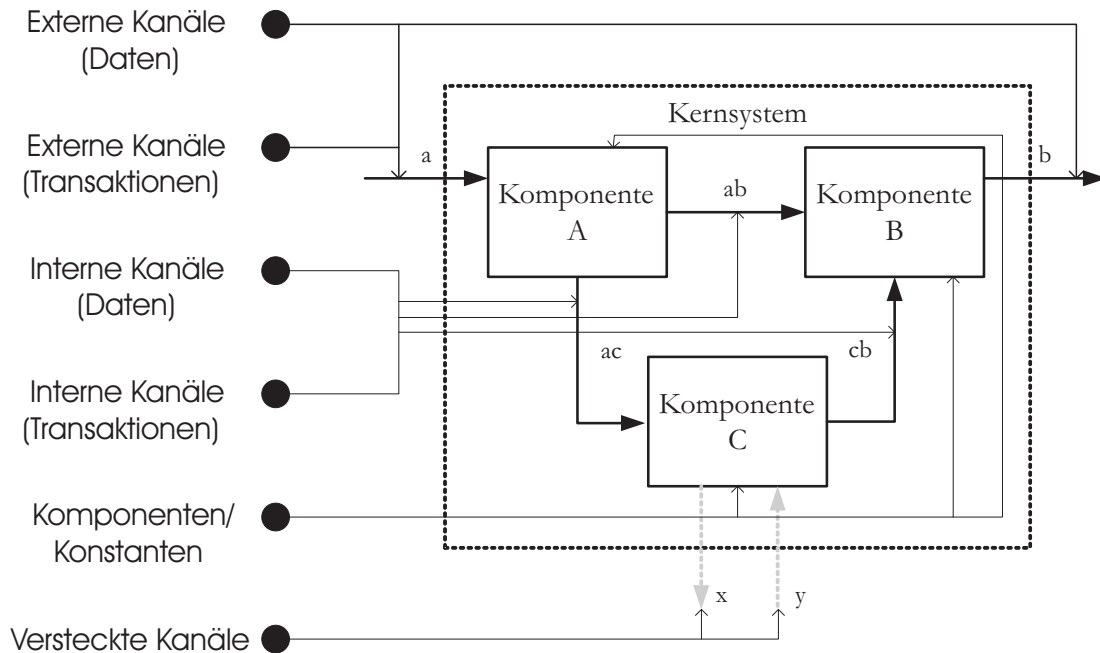 Externe Kanäle
(Daten)
Kernsystem
Externe Kanäle
(Transaktionen)
a
b
Komponente
A
ab
Komponente
B
Interne Kanäle
(Daten)
ac
cb
Interne Kanäle
(Transaktionen)
Komponente
C
Komponenten/
Konstanten
x
y
Versteckte Kanäle